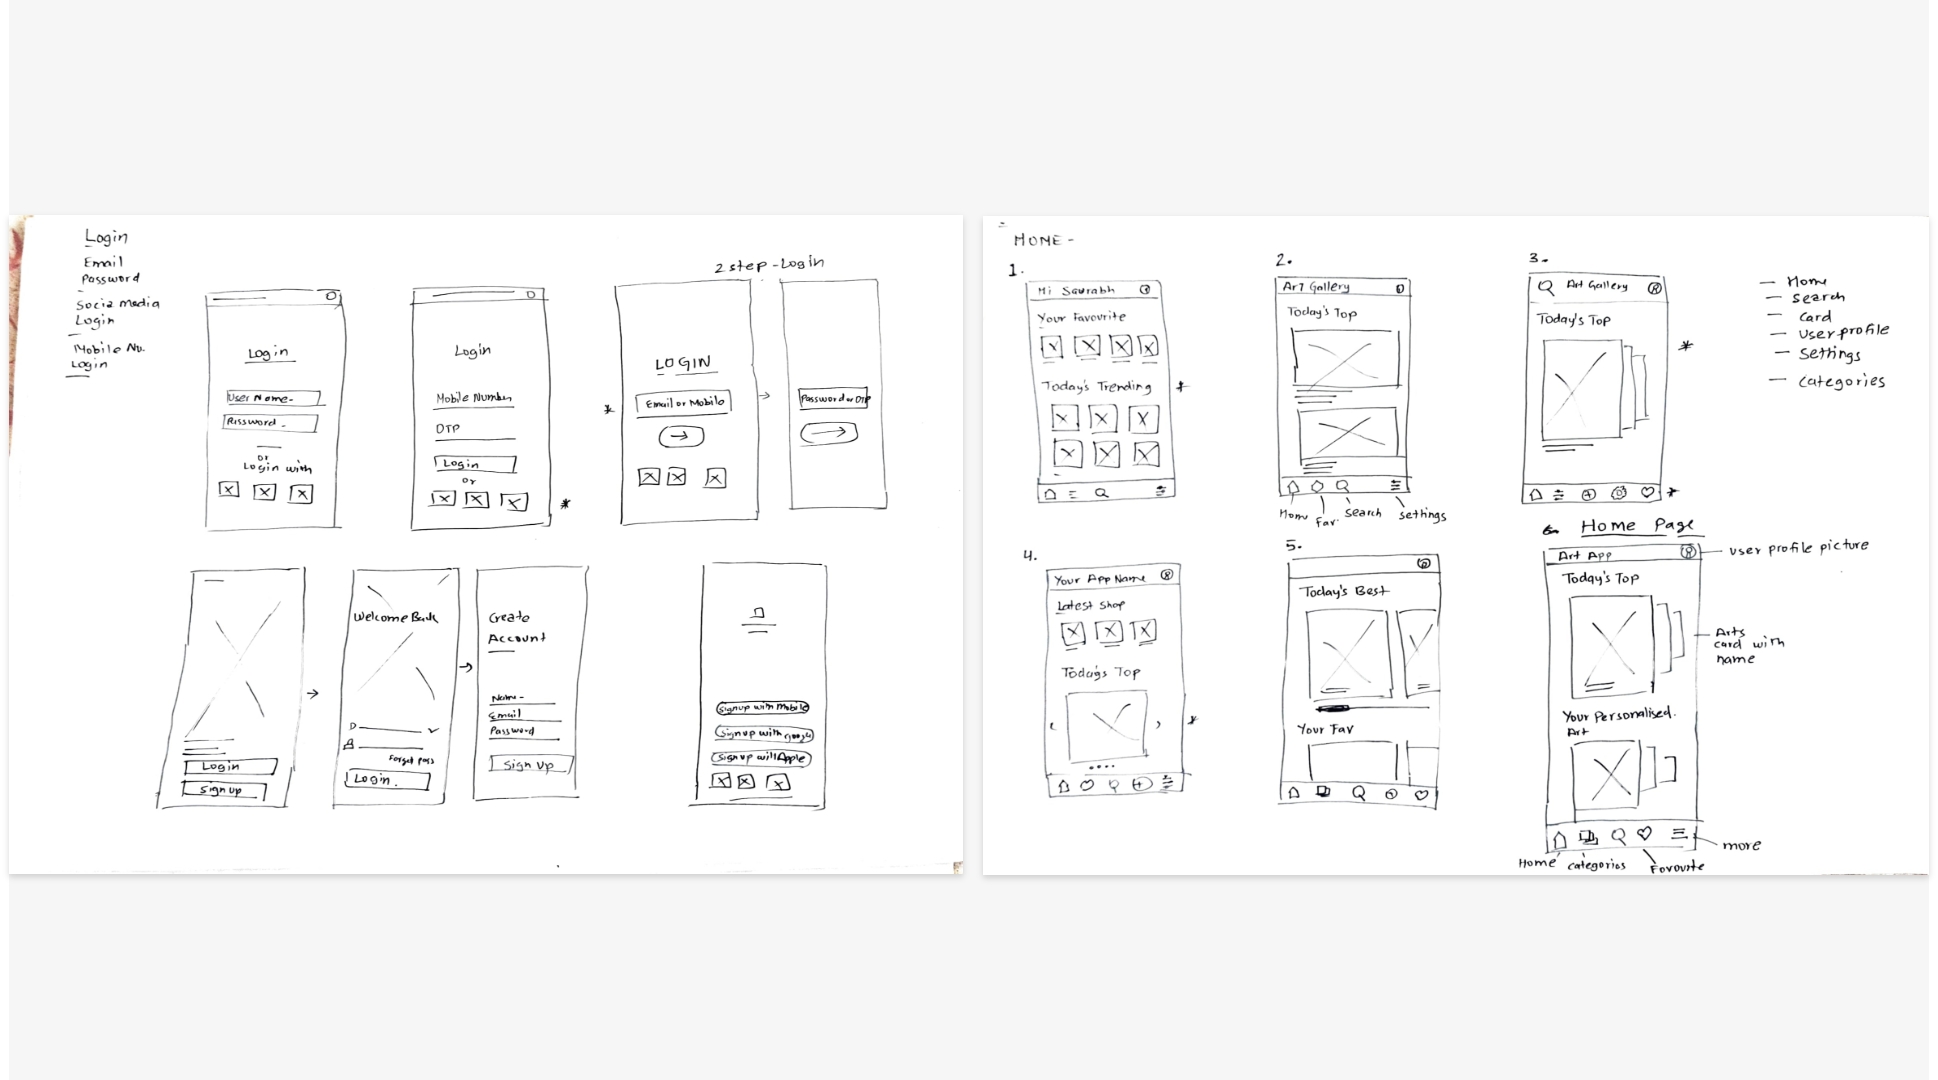 Login
Email
Password
Social media
Login
Mobile No.
Login
Login
User Name-
Password -
or
Login with
Login
Mobile Number
OTP
Login
or
2 step - Login
LOGIN
Email or Mobile
Password or OTP
Login
Sign up
Welcome Back
Forgot pass
Login
Create
Account
Name-
Email
Password
Sign Up
Signup with Mobile
Signup with google
Sign up with Apple
HOME -
1.
Hi Saurabh
Your Favourite
Today's Trending
2.
Art Gallery
Today's Top
Home
Fav.
Search
Settings
3.
Art Gallery
Today's Top
- Home
- Search
- Card
- User profile
- Settings
- Categories
4.
Your App Name
Latest Shop
Today's Top
5.
Today's Best
Your Fav
6. Home Page
Art App
User profile picture
Today's Top
Arts
card with
name
Your Personalised.
Art
more
Home
categories
Favourite